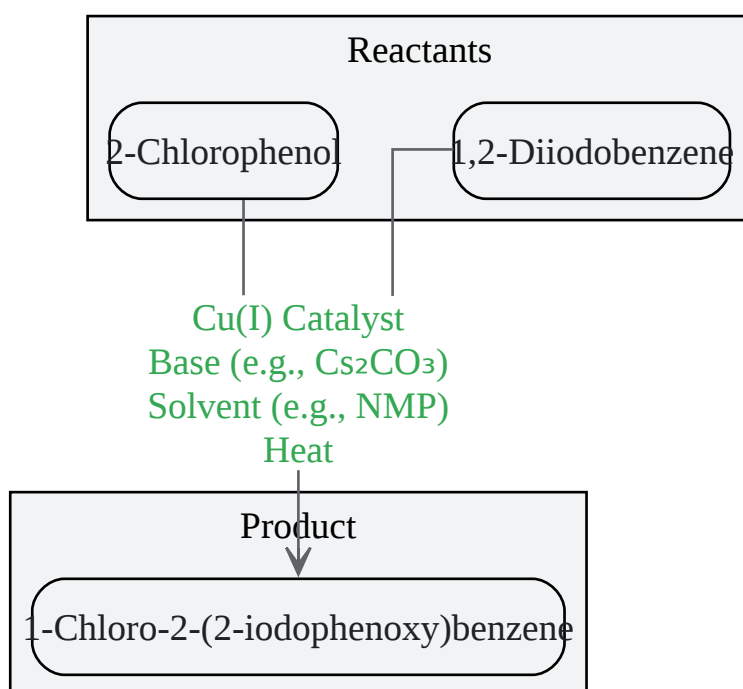 Reactants
2-Chlorophenol
1,2-Diiodobenzene
Cu(I) Catalyst
Base (e.g., Cs₂CO₃)
Solvent (e.g., NMP)
Heat
Product
1-Chloro-2-(2-iodophenoxy)benzene